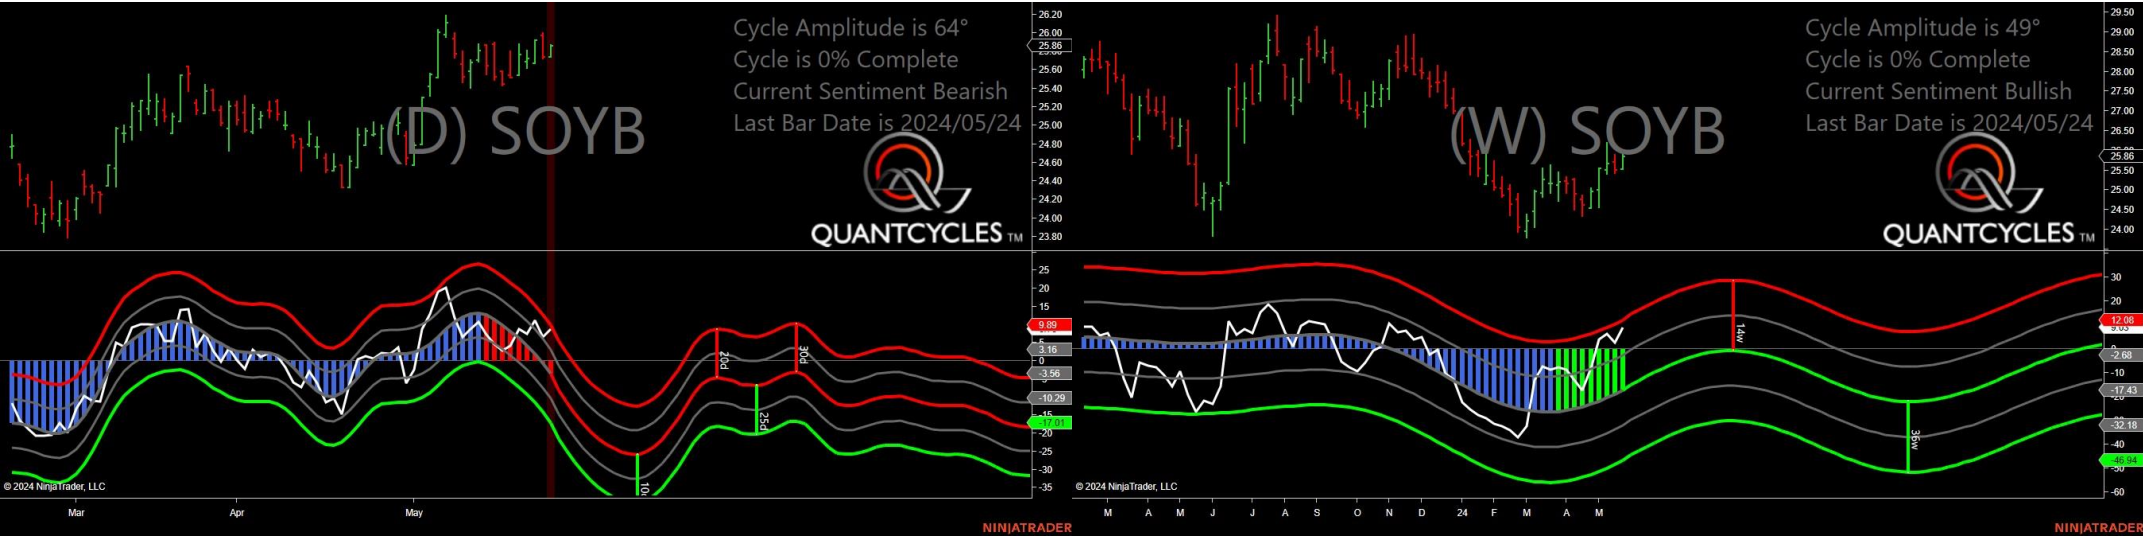 Cycle Amplitude is 64°
Cycle is 0% Complete
Current Sentiment Bearish
Last Bar Date is 2024/05/24
(D) SOYB
QUANTCYCLES TM
26.20
26.00
25.86
25.60
25.40
25.20
25.00
24.80
24.60
24.40
24.20
24.00
23.80
25
20
15
9.89
3.16
0
-3.56
-10.29
-15
-17.01
-20
-25
-30
-35
20d
30d
25d
© 2024 NinjaTrader, LLC
Mar
Apr
May
NINJATRADER
Cycle Amplitude is 49°
Cycle is 0% Complete
Current Sentiment Bullish
Last Bar Date is 2024/05/24
(W) SOYB
QUANTCYCLES TM
29.50
29.00
28.50
28.00
27.50
27.00
26.50
25.86
25.50
25.00
24.50
24.00
30
20
12.08
9.03
-2.68
-10
-17.43
-32.18
-40
-46.94
-60
14w
36w
© 2024 NinjaTrader, LLC
M A M J J A S O N D 24 F M A M
NINJATRADER